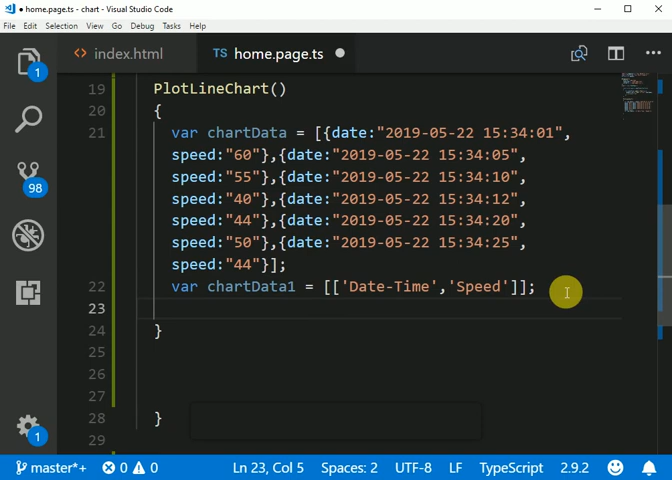 ● home.page.ts - chart - Visual Studio Code
File Edit Selection View Go Debug Tasks Help
<> index.html TS home.page.ts ●
1
98
1
19 PlotLineChart()
20 {
21 var chartData = [{date:"2019-05-22 15:34:01",
speed:"60"},{date:"2019-05-22 15:34:05",
speed:"55"},{date:"2019-05-22 15:34:10",
speed:"40"},{date:"2019-05-22 15:34:12",
speed:"44"},{date:"2019-05-22 15:34:20",
speed:"50"},{date:"2019-05-22 15:34:25",
speed:"44"}];
22 var chartData1 = [['Date-Time','Speed']];
23
24 }
25
26
27
28 }
29
master*+ 0 0 Ln 23, Col 5 Spaces: 2 UTF-8 LF TypeScript 2.9.2